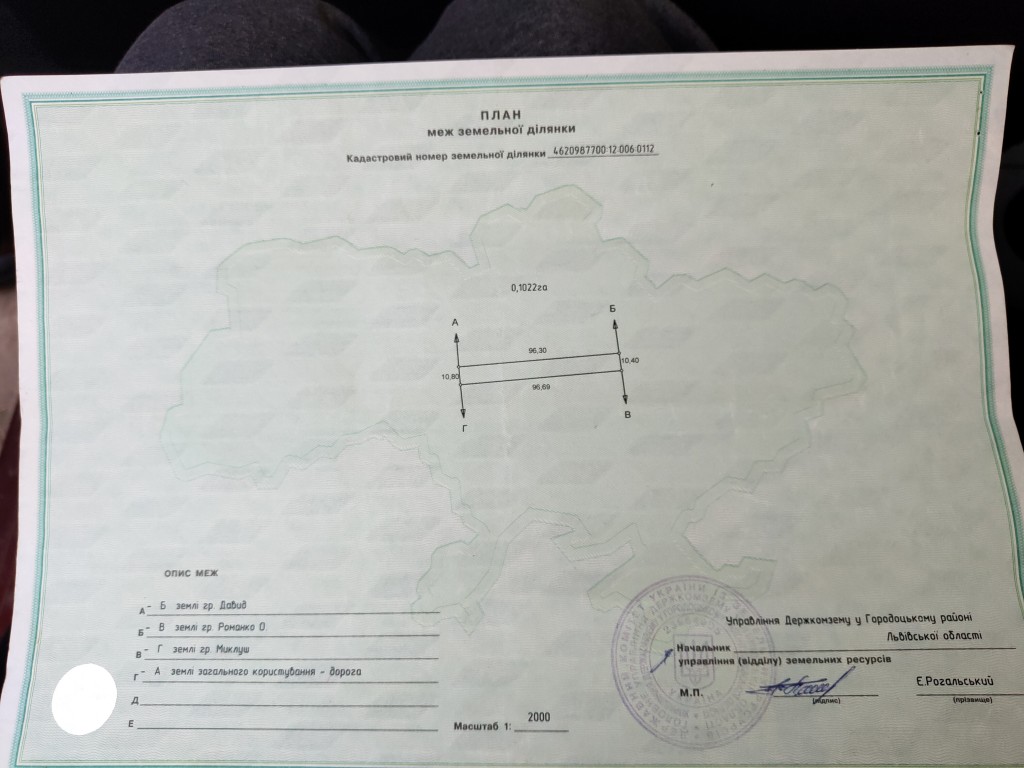 ПЛАН
меж земельної ділянки
Кадастровий номер земельної ділянки 4620987700:12:006:0112
0,1022га
А
Б
96,30
10,80
10,40
96,69
Г
В
ОПИС МЕЖ
А - Б землі гр. Давид
Б - В землі гр. Романко О.
В - Г землі гр. Миклуш
Г - А землі загального користування - дорога
Д
Е
Масштаб 1: 2000
Управління Держкомзему у Городоцькому районі
Львівської області
Начальник
управління (відділу) земельних ресурсів
М.П.
Є.Рогальський
(підпис)
(прізвище)